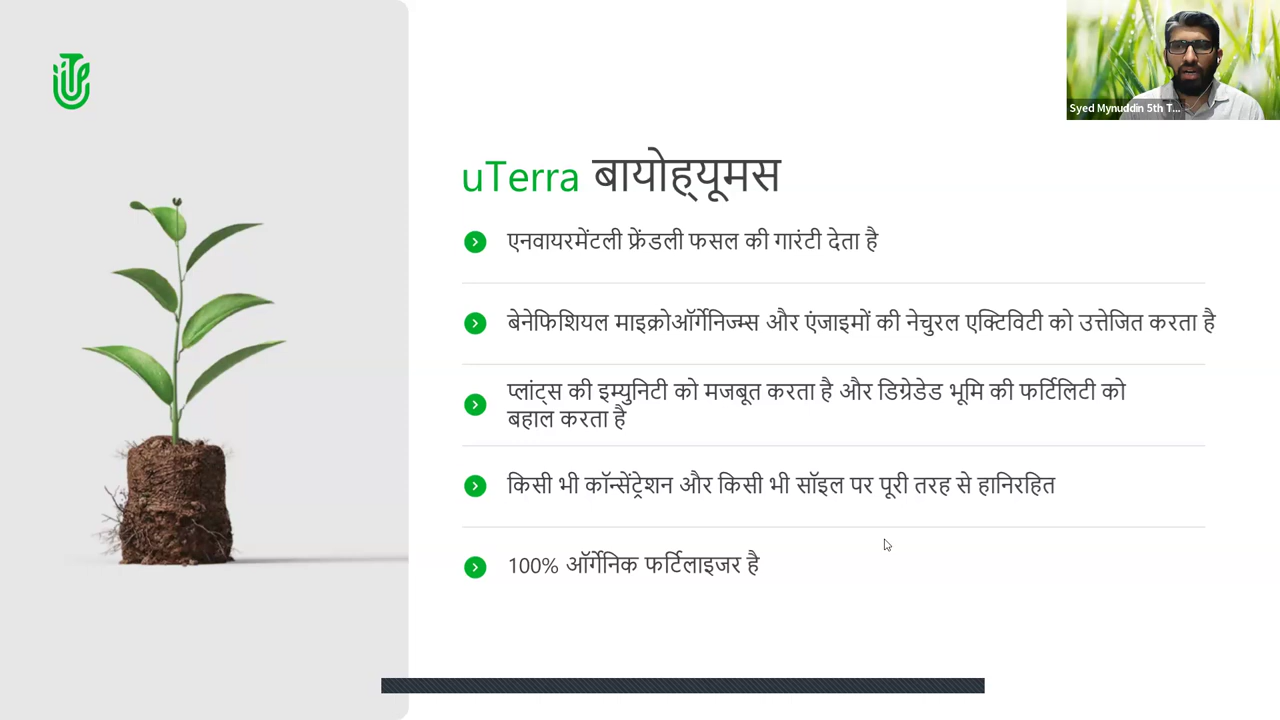 Syed Mynuddin 5th T...
uTerra बायोह्यूमस
एनवायरमेंटली फ्रेंडली फसल की गारंटी देता है
बेनेफिशियल माइक्रोऑर्गेनिज्म्स और एंजाइमों की नेचुरल एक्टिविटी को उत्तेजित करता है
प्लांट्स की इम्युनिटी को मजबूत करता है और डिग्रेडेड भूमि की फर्टिलिटी को
बहाल करता है
किसी भी कॉन्सेंट्रेशन और किसी भी सॉइल पर पूरी तरह से हानिरहित
100% ऑर्गेनिक फर्टिलाइजर है